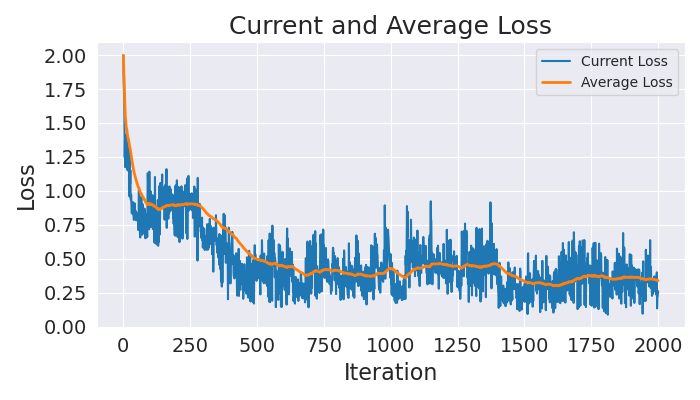 Current and Average Loss
Current Loss
Average Loss
2.00
1.75
1.50
1.25
1.00
0.75
0.50
0.25
0.00
Loss
0 250 500 750 1000 1250 1500 1750 2000
Iteration